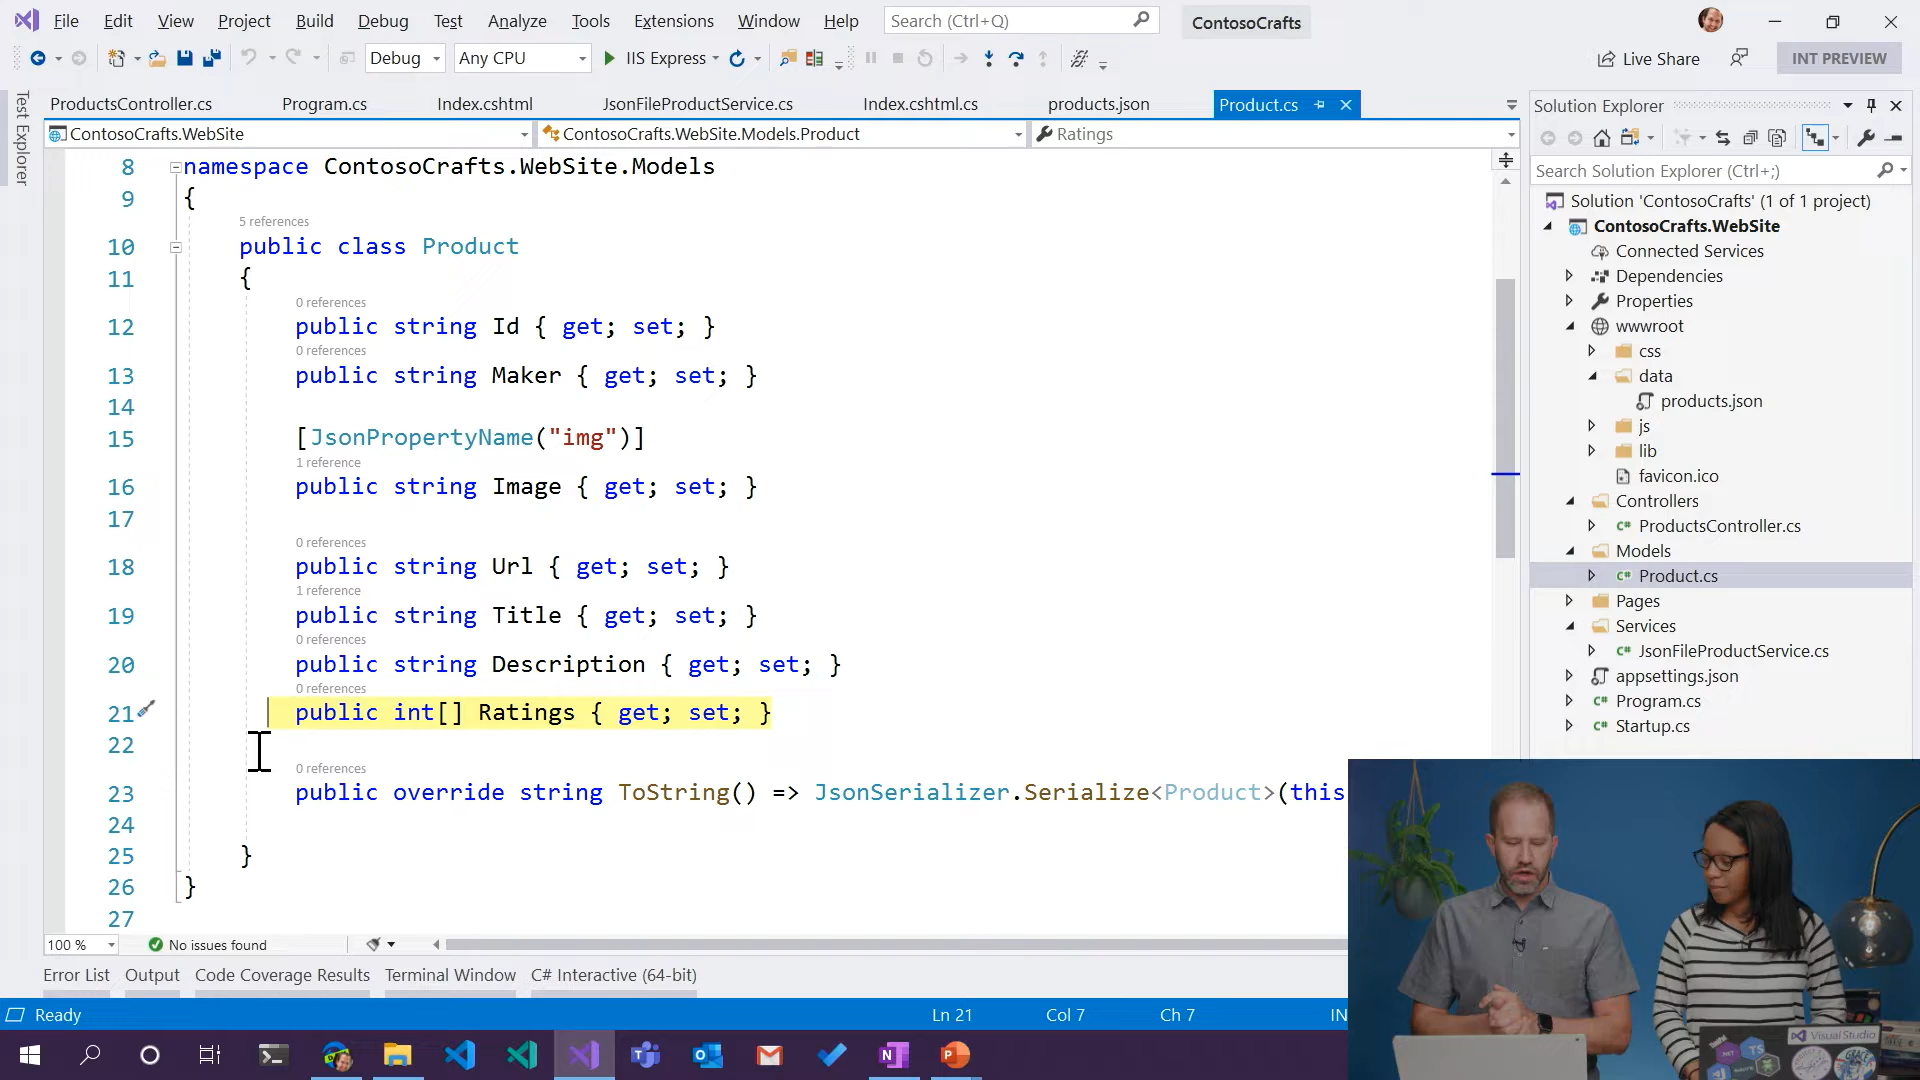 File Edit View Project Build Debug Test Analyze Tools Extensions Window Help Search (Ctrl+Q) ContosoCrafts
Debug Any CPU IIS Express Live Share INT PREVIEW
Test Explorer
ProductsController.cs Program.cs Index.cshtml JsonFileProductService.cs Index.cshtml.cs products.json Product.cs
ContosoCrafts.WebSite ContosoCrafts.WebSite.Models.Product Ratings
8 namespace ContosoCrafts.WebSite.Models
9 {
5 references
10 public class Product
11 {
0 references
12 public string Id { get; set; }
0 references
13 public string Maker { get; set; }
14
15 [JsonPropertyName("img")]
1 reference
16 public string Image { get; set; }
17
0 references
18 public string Url { get; set; }
1 reference
19 public string Title { get; set; }
0 references
20 public string Description { get; set; }
0 references
21 public int[] Ratings { get; set; }
22
0 references
23 public override string ToString() => JsonSerializer.Serialize<Product>(this
24
25 }
26 }
27
100 % No issues found
Error List Output Code Coverage Results Terminal Window C# Interactive (64-bit)
Ready Ln 21 Col 7 Ch 7 IN
Solution Explorer
Search Solution Explorer (Ctrl+;)
Solution 'ContosoCrafts' (1 of 1 project)
ContosoCrafts.WebSite
Connected Services
Dependencies
Properties
wwwroot
css
data
products.json
js
lib
favicon.ico
Controllers
C# ProductsController.cs
Models
C# Product.cs
Pages
Services
C# JsonFileProductService.cs
appsettings.json
C# Program.cs
C# Startup.cs
Visual Studio